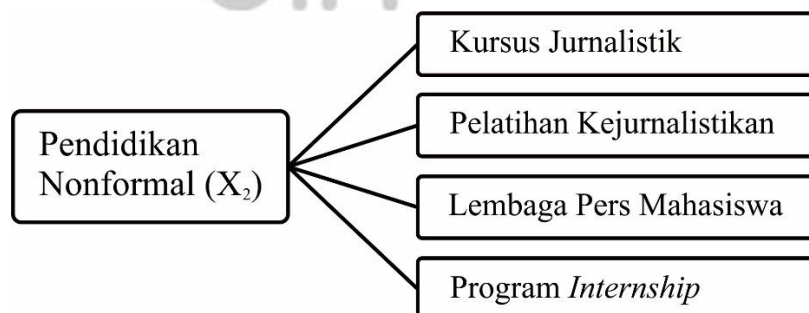 Pendidikan
Nonformal (X₂)
Kursus Jurnalistik
Pelatihan Kejurnalistikan
Lembaga Pers Mahasiswa
Program Internship